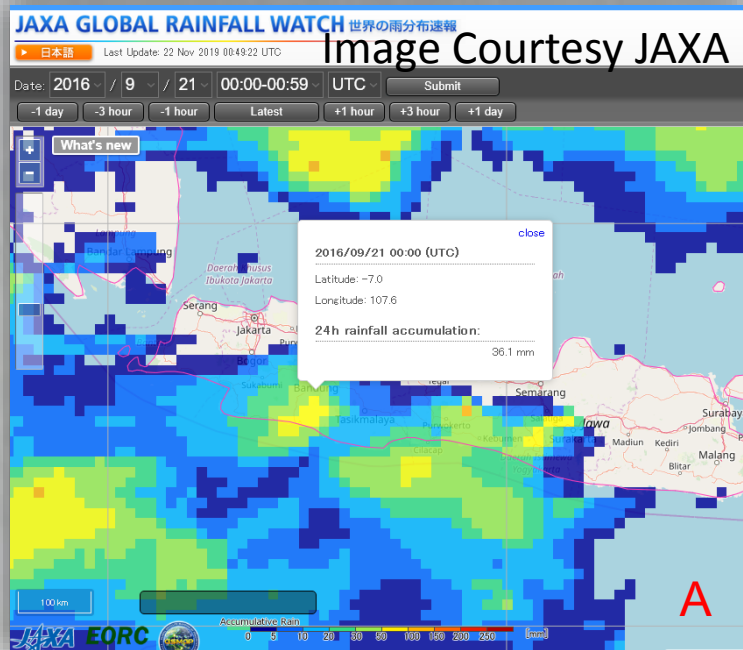 JAXA GLOBAL RAINFALL WATCH 世界の雨分布速報
日本語 Last Update: 22 Nov 2019 00:49:22 UTC
Image Courtesy JAXA
Date: 2016 / 9 / 21 00:00-00:59 UTC Submit
-1 day -3 hour -1 hour Latest +1 hour +3 hour +1 day
+ What's new
-
close
2016/09/21 00:00 (UTC)
Latitude: -7.0
Longitude: 107.6
24h rainfall accumulation:
36.1 mm
Lampung
Bandar Lampung
Daerah Khusus
Ibukota Jakarta
Serang
Jakarta
Bogor
Sukabumi
Bandung
Tasikmalaya
Tegal
Purwokerto
Cilacap
Kebumen
Semarang
Jawa
Surakarta
Madiun
Kediri
Jombang
Surabay
Malang
Blitar
100 km
A
Accumulative Rain
0 5 10 20 30 50 100 150 200 250 [mm]
JAXA EORC GSMaP